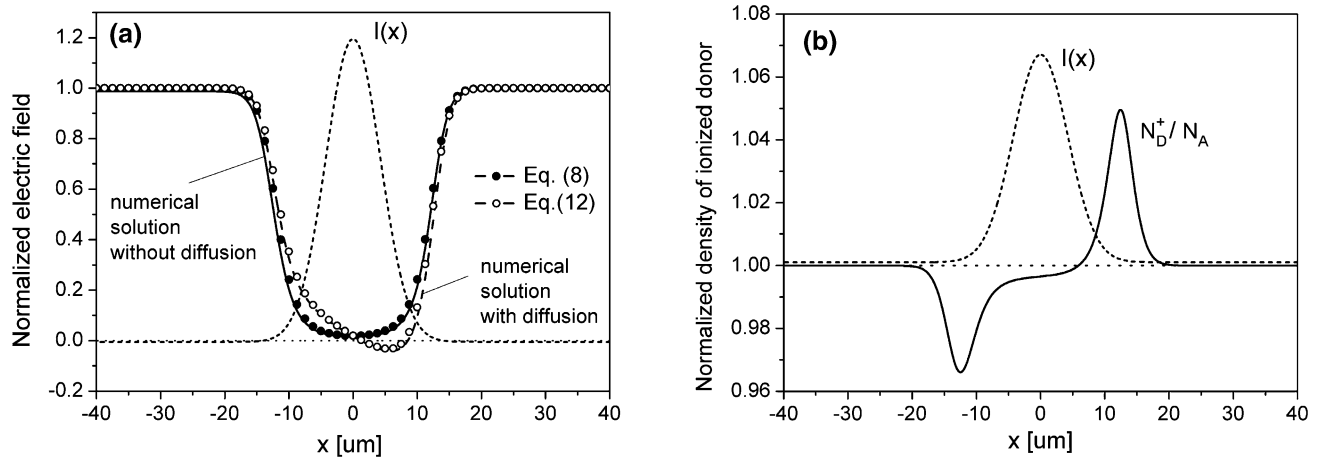 (a)
I(x)
1.2
1.0
0.8
0.6
0.4
0.2
0.0
-0.2
Normalized electric field
numerical
solution
without diffusion
Eq. (8)
Eq.(12)
numerical
solution
with diffusion
-40 -30 -20 -10 0 10 20 30 40
x [um]
(b)
I(x)
N_D^+/ N_A
1.08
1.06
1.04
1.02
1.00
0.98
0.96
Normalized density of ionized donor
-40 -30 -20 -10 0 10 20 30 40
x [um]